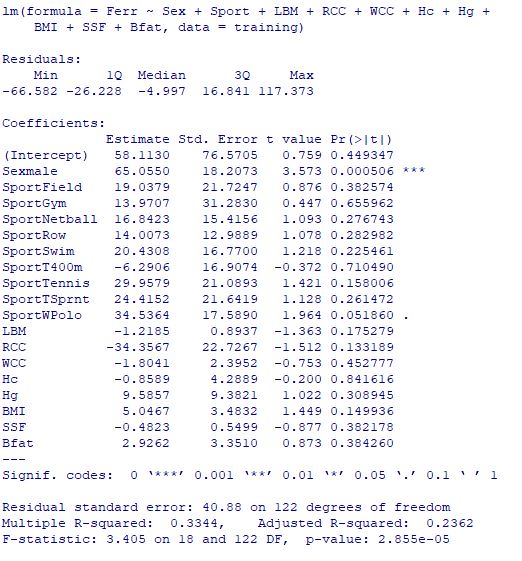 lm(formula = Ferr ~ Sex + Sport + LBM + RCC + WCC + Hc + Hg +
    BMI + SSF + Bfat, data = training)
Residuals:
    Min      1Q  Median      3Q     Max
-66.582 -26.228  -4.997  16.841 117.373
Coefficients:
             Estimate Std. Error t value Pr(>|t|)
(Intercept)   58.1130    76.5705   0.759 0.449347
Sexmale       65.0550    18.2073   3.573 0.000506 ***
SportField    19.0379    21.7247   0.876 0.382574
SportGym      13.9707    31.2830   0.447 0.655962
SportNetball  16.8423    15.4156   1.093 0.276743
SportRow      14.0073    12.9889   1.078 0.282982
SportSwim     20.4308    16.7700   1.218 0.225461
SportT400m    -6.2906    16.9074  -0.372 0.710490
SportTennis   29.9579    21.0893   1.421 0.158006
SportTSprnt   24.4152    21.6419   1.128 0.261472
SportWPolo    34.5364    17.5890   1.964 0.051860 .
LBM           -1.2185     0.8937  -1.363 0.175279
RCC          -34.3567    22.7267  -1.512 0.133189
WCC           -1.8041     2.3952  -0.753 0.452777
Hc            -0.8589     4.2889  -0.200 0.841616
Hg             9.5857     9.3821   1.022 0.308945
BMI            5.0467     3.4832   1.449 0.149936
SSF           -0.4823     0.5499  -0.877 0.382178
Bfat           2.9262     3.3510   0.873 0.384260
---
Signif. codes:  0 ‘***’ 0.001 ‘**’ 0.01 ‘*’ 0.05 ‘.’ 0.1 ‘ ’ 1
Residual standard error: 40.88 on 122 degrees of freedom
Multiple R-squared:  0.3344,    Adjusted R-squared:  0.2362
F-statistic: 3.405 on 18 and 122 DF,  p-value: 2.855e-05